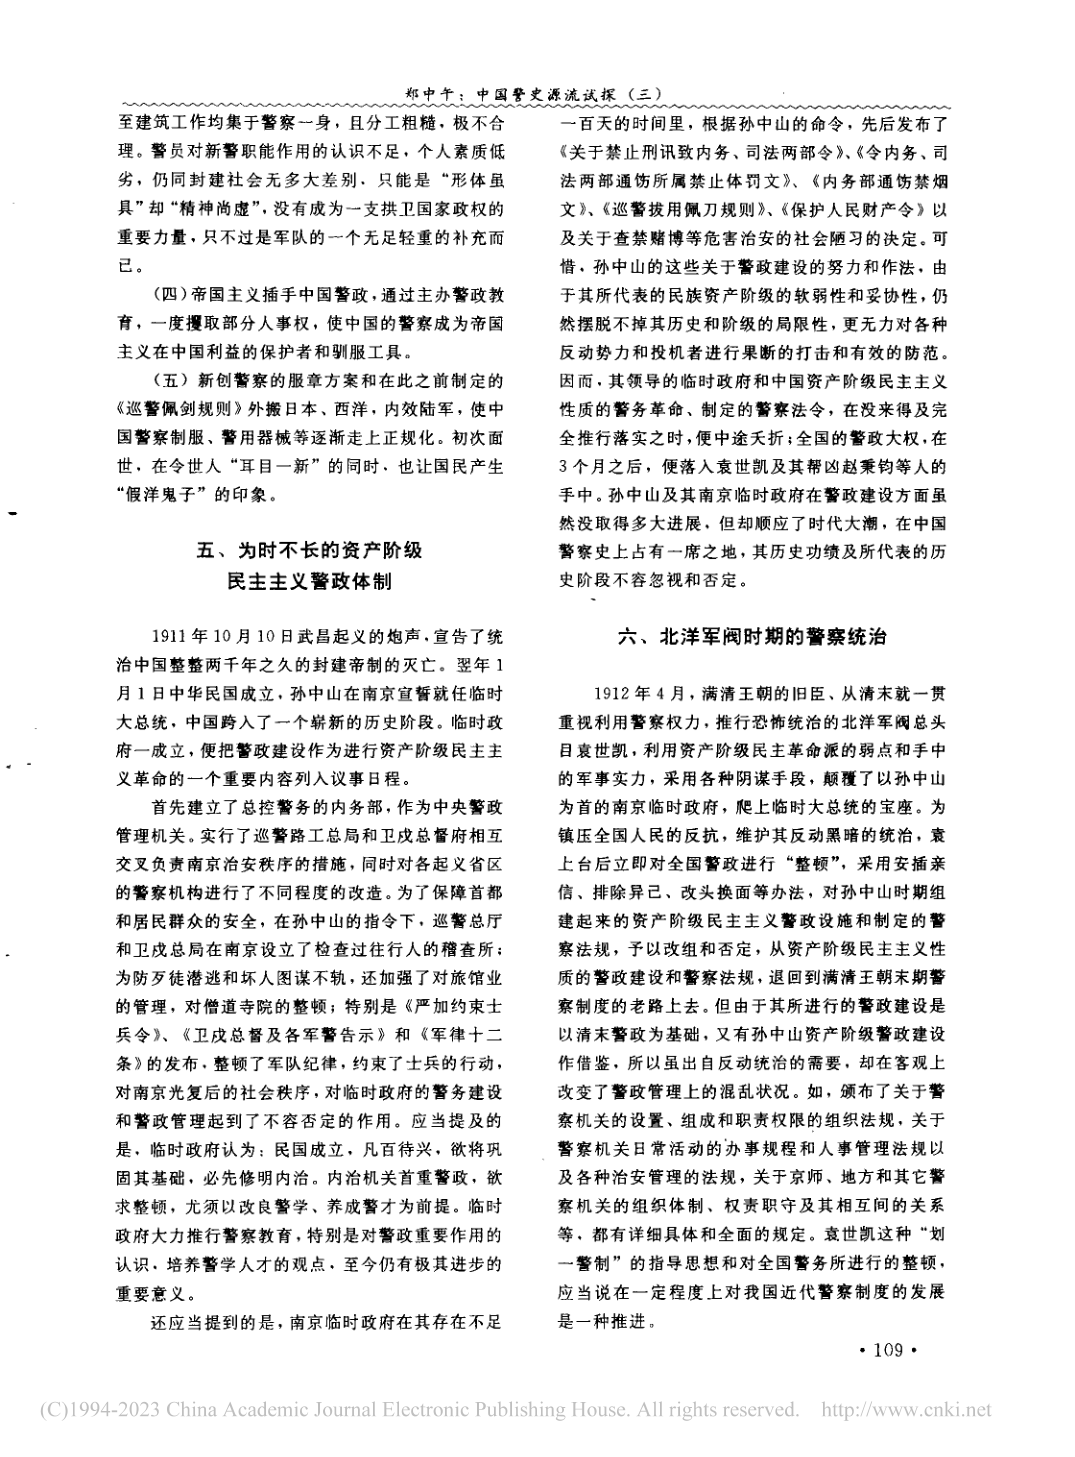 郑中午：中国警史源流试探（三）
至建筑工作均集于警察一身，且分工粗糙，极不合
理。警员对新警职能作用的认识不足，个人素质低
劣，仍同封建社会无多大差别，只能是“形体虽
具”却“精神尚虚”，没有成为一支拱卫国家政权的
重要力量，只不过是军队的一个无足轻重的补充而
已。
（四）帝国主义插手中国警政，通过主办警政教
育，一度攫取部分人事权，使中国的警察成为帝国
主义在中国利益的保护者和驯服工具。
（五）新创警察的服章方案和在此之前制定的
《巡警佩剑规则》外搬日本、西洋，内效陆军，使中
国警察制服、警用器械等逐渐走上正规化。初次面
世，在令世人“耳目一新”的同时，也让国民产生
“假洋鬼子”的印象。
五、为时不长的资产阶级
民主主义警政体制
1911年10月10日武昌起义的炮声，宣告了统
治中国整整两千年之久的封建帝制的灭亡。翌年1
月1日中华民国成立，孙中山在南京宣誓就任临时
大总统，中国跨入了一个崭新的历史阶段。临时政
府一成立，便把警政建设作为进行资产阶级民主主
义革命的一个重要内容列入议事日程。
首先建立了总控警务的内务部，作为中央警政
管理机关。实行了巡警路工总局和卫戍总督府相互
交叉负责南京治安秩序的措施，同时对各起义省区
的警察机构进行了不同程度的改造。为了保障首都
和居民群众的安全，在孙中山的指令下，巡警总厅
和卫戍总局在南京设立了检查过往行人的稽查所；
为防歹徒潜逃和坏人图谋不轨，还加强了对旅馆业
的管理，对僧道寺院的整顿；特别是《严加约束士
兵令》、《卫戍总督及各军警告示》和《军律十二
条》的发布，整顿了军队纪律，约束了士兵的行动，
对南京光复后的社会秩序，对临时政府的警务建设
和警政管理起到了不容否定的作用。应当提及的
是，临时政府认为：民国成立，凡百待兴，欲将巩
固其基础，必先修明内治。内治机关首重警政，欲
求整顿，尤须以改良警学、养成警才为前提。临时
政府大力推行警察教育，特别是对警政重要作用的
认识，培养警学人才的观点，至今仍有极其进步的
重要意义。
还应当提到的是，南京临时政府在其存在不足
一百天的时间里，根据孙中山的命令，先后发布了
《关于禁止刑讯致内务、司法两部令》、《令内务、司
法两部通饬所属禁止体罚文》、《内务部通饬禁烟
文》、《巡警拔用佩刀规则》、《保护人民财产令》以
及关于查禁赌博等危害治安的社会陋习的决定。可
惜，孙中山的这些关于警政建设的努力和作法，由
于其所代表的民族资产阶级的软弱性和妥协性，仍
然摆脱不掉其历史和阶级的局限性，更无力对各种
反动势力和投机者进行果断的打击和有效的防范。
因而，其领导的临时政府和中国资产阶级民主主义
性质的警务革命、制定的警察法令，在没来得及完
全推行落实之时，便中途夭折；全国的警政大权，在
3个月之后，便落入袁世凯及其帮凶赵秉钧等人的
手中。孙中山及其南京临时政府在警政建设方面虽
然没取得多大进展，但却顺应了时代大潮，在中国
警察史上占有一席之地，其历史功绩及所代表的历
史阶段不容忽视和否定。
六、北洋军阀时期的警察统治
1912年4月，满清王朝的旧臣、从清末就一贯
重视利用警察权力，推行恐怖统治的北洋军阀总头
目袁世凯，利用资产阶级民主革命派的弱点和手中
的军事实力，采用各种阴谋手段，颠覆了以孙中山
为首的南京临时政府，爬上临时大总统的宝座。为
镇压全国人民的反抗，维护其反动黑暗的统治，袁
上台后立即对全国警政进行“整顿”，采用安插亲
信、排除异己、改头换面等办法，对孙中山时期组
建起来的资产阶级民主主义警政设施和制定的警
察法规，予以改组和否定，从资产阶级民主主义性
质的警政建设和警察法规，退回到满清王朝末期警
察制度的老路上去。但由于其所进行的警政建设是
以清末警政为基础，又有孙中山资产阶级警政建设
作借鉴，所以虽出自反动统治的需要，却在客观上
改变了警政管理上的混乱状况。如，颁布了关于警
察机关的设置、组成和职责权限的组织法规，关于
警察机关日常活动的办事规程和人事管理法规以
及各种治安管理的法规，关于京师、地方和其它警
察机关的组织体制、权责职守及其相互间的关系
等，都有详细具体和全面的规定。袁世凯这种“划
一警制”的指导思想和对全国警务所进行的整顿，
应当说在一定程度上对我国近代警察制度的发展
是一种推进。
·109·
(C)1994-2023 China Academic Journal Electronic Publishing House. All rights reserved. http://www.cnki.net